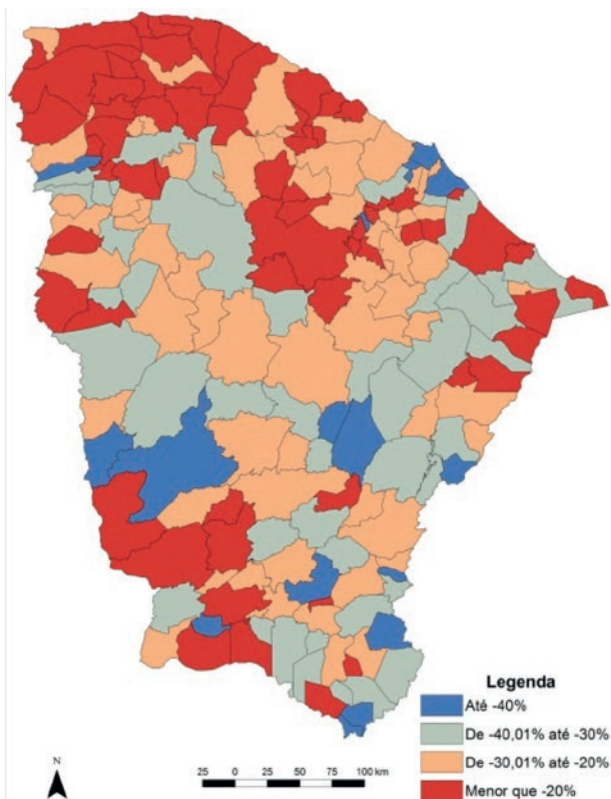 Legenda
Até -40%
De -40,01% até -30%
De -30,01% até -20%
Menor que -20%
N
25 0 25 50 75 100 km